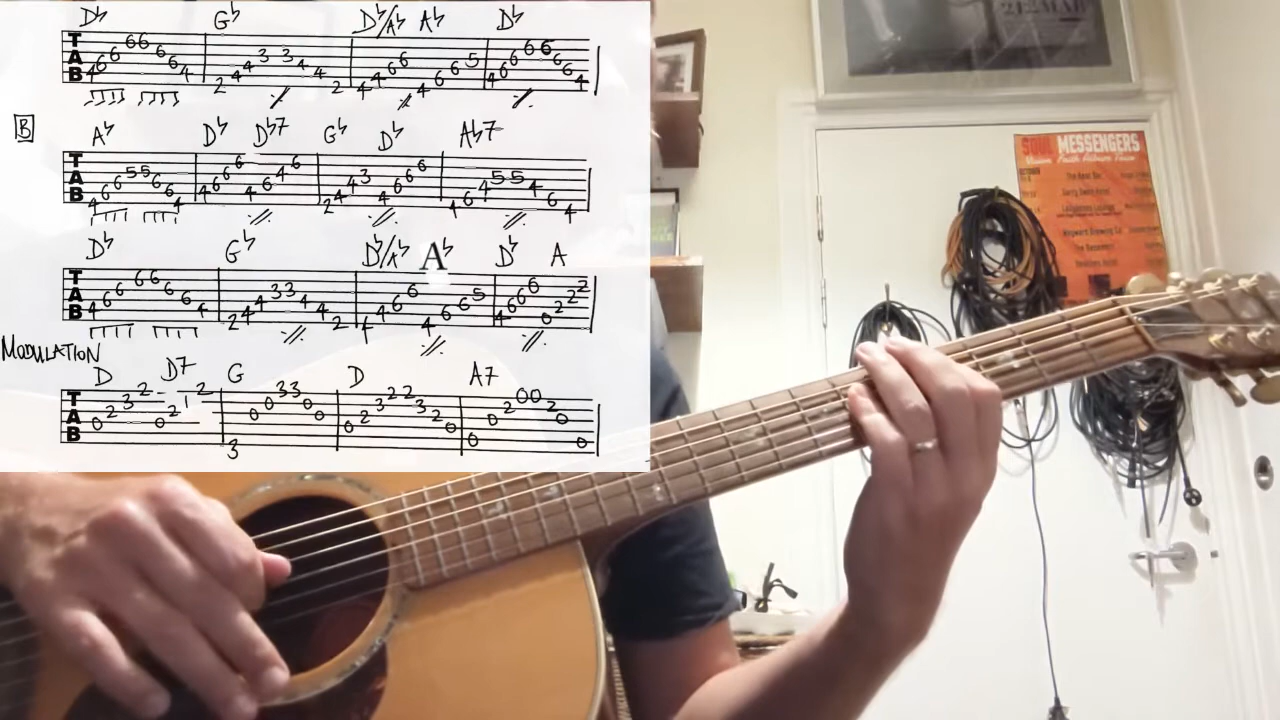 D♭ G♭ D♭/A♭ A♭ D♭
T A B 4 6 6 6 6 6 6 4 2 4 4 3 3 4 4 2 4 4 6 6 4 6 6 5 4 6 6 6 6 6 6 4
B A♭ D♭ D♭7 G♭ D♭ A♭7
T A B 4 6 6 5 5 6 6 4 4 6 6 6 4 6 4 6 2 4 4 3 4 6 6 6 4 6 4 5 5 4 6 4
D♭ G♭ D♭/A♭ A♭ D♭ A
T A B 4 6 6 6 6 6 6 4 2 4 4 3 3 4 4 2 4 4 6 6 4 6 6 5 4 6 6 6 0 2 2 2
MODULATION
D D7 G D A7
T A B 0 2 3 2 0 2 1 2 3 0 0 3 3 0 0 0 2 3 2 2 3 2 0 0 0 2 0 0 2 0 0
SOUL MESSENGERS